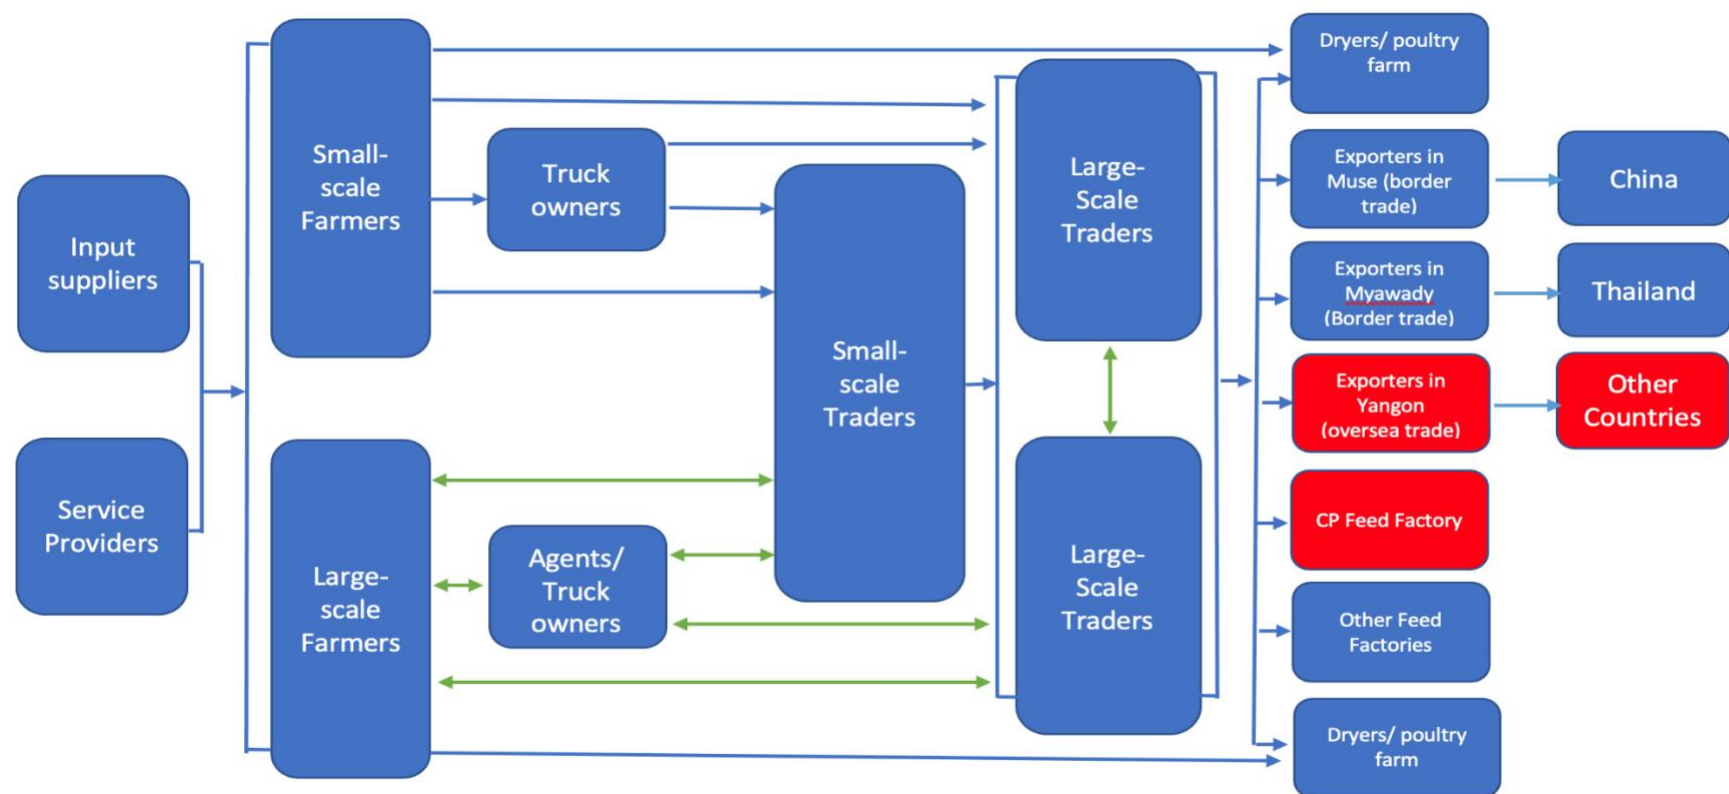 Input
suppliers
Service
Providers
Small-
scale
Farmers
Large-
scale
Farmers
Truck
owners
Agents/
Truck
owners
Small-
scale
Traders
Large-
Scale
Traders
Large-
Scale
Traders
Dryers/ poultry
farm
Exporters in
Muse (border
trade)
Exporters in
Myawady
(Border trade)
Exporters in
Yangon
(oversea trade)
CP Feed Factory
Other Feed
Factories
Dryers/ poultry
farm
China
Thailand
Other
Countries